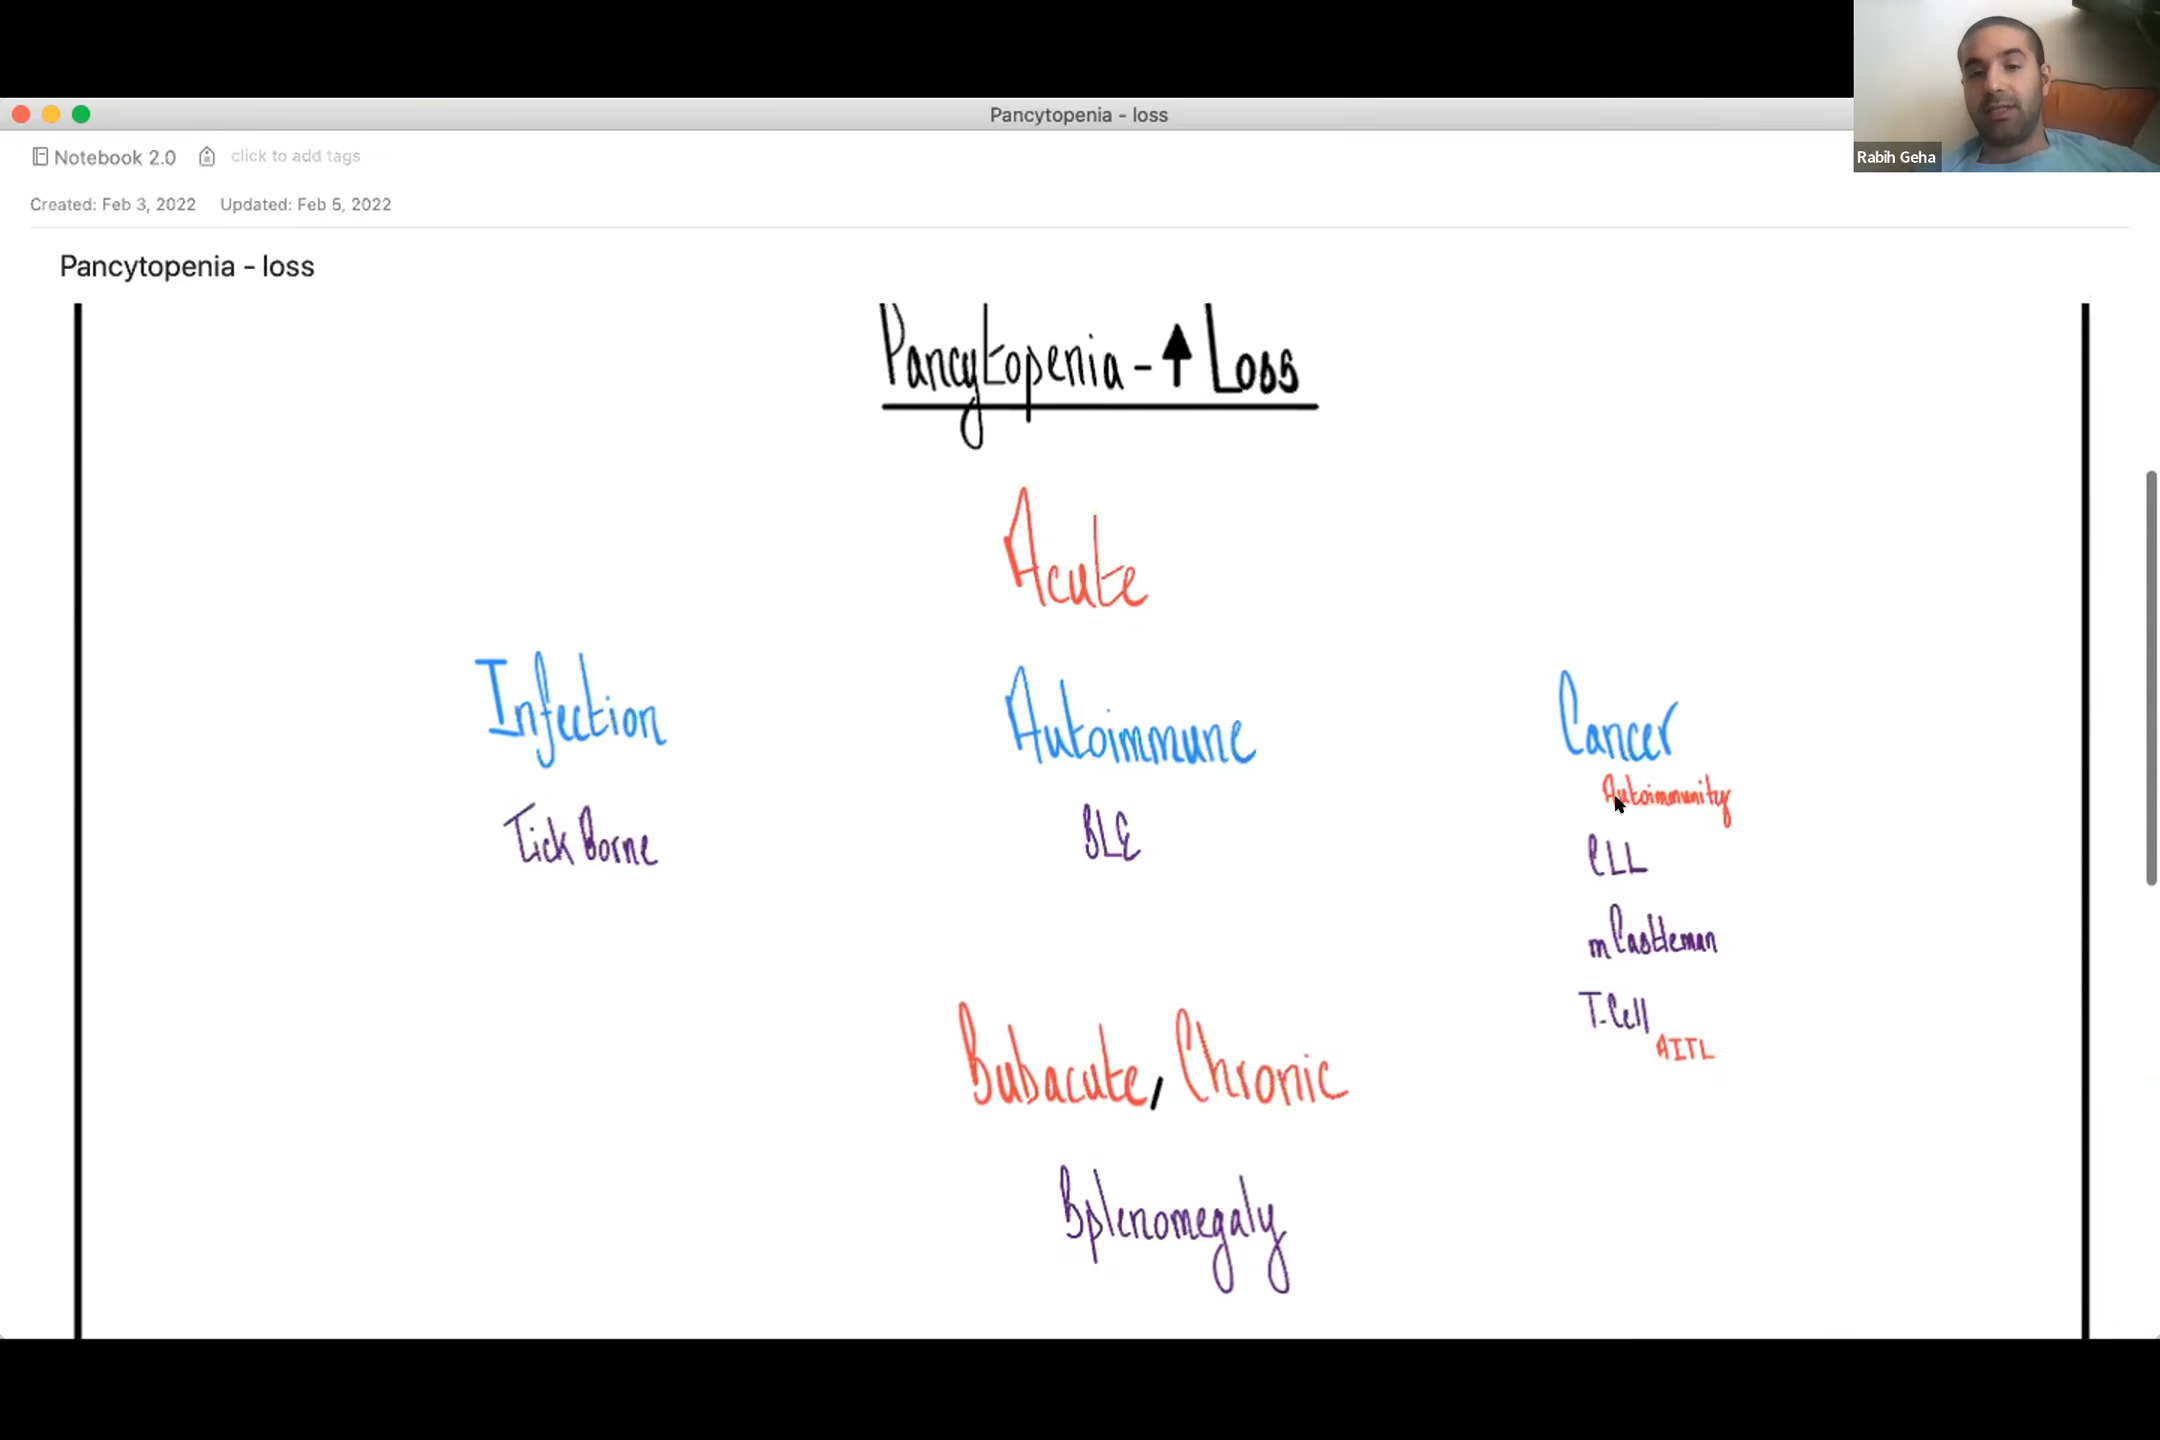 Pancytopenia - loss
Rabih Geha
Notebook 2.0 click to add tags
Created: Feb 3, 2022 Updated: Feb 5, 2022
Pancytopenia - loss
Pancytopenia - ↑ Loss
Acute
Infection
Tick Borne
Autoimmune
SLE
Cancer
Autoimmunity
CLL
mCastleman
T-Cell
AITL
Subacute, Chronic
Splenomegaly